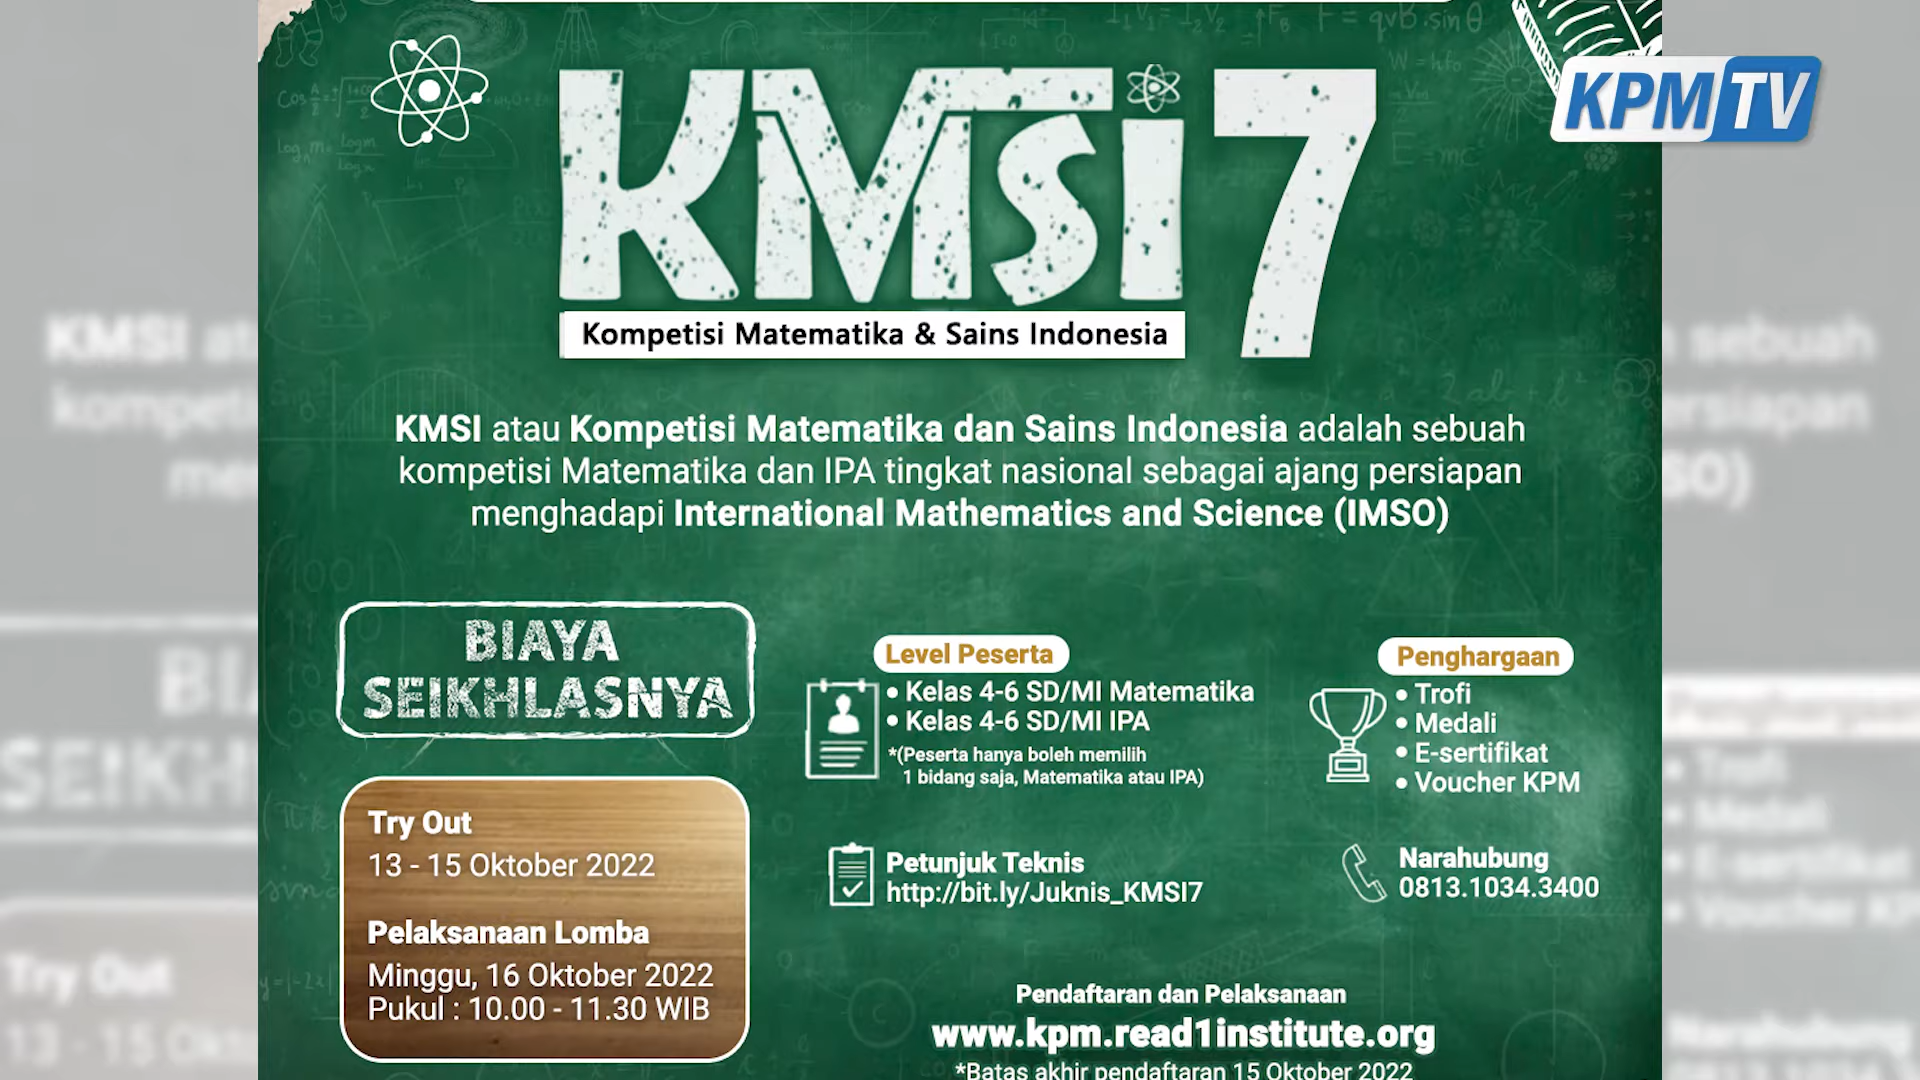 KPM TV
KMSI 7
Kompetisi Matematika & Sains Indonesia
KMSI atau Kompetisi Matematika dan Sains Indonesia adalah sebuah
kompetisi Matematika dan IPA tingkat nasional sebagai ajang persiapan
menghadapi International Mathematics and Science (IMSO)
BIAYA
SEIKHLASNYA
Try Out
13 - 15 Oktober 2022
Pelaksanaan Lomba
Minggu, 16 Oktober 2022
Pukul : 10.00 - 11.30 WIB
Level Peserta
• Kelas 4-6 SD/MI Matematika
• Kelas 4-6 SD/MI IPA
*(Peserta hanya boleh memilih
1 bidang saja, Matematika atau IPA)
Penghargaan
• Trofi
• Medali
• E-sertifikat
• Voucher KPM
Petunjuk Teknis
http://bit.ly/Juknis_KMSI7
Narahubung
0813.1034.3400
Pendaftaran dan Pelaksanaan
www.kpm.read1institute.org
*Batas akhir pendaftaran 15 Oktober 2022